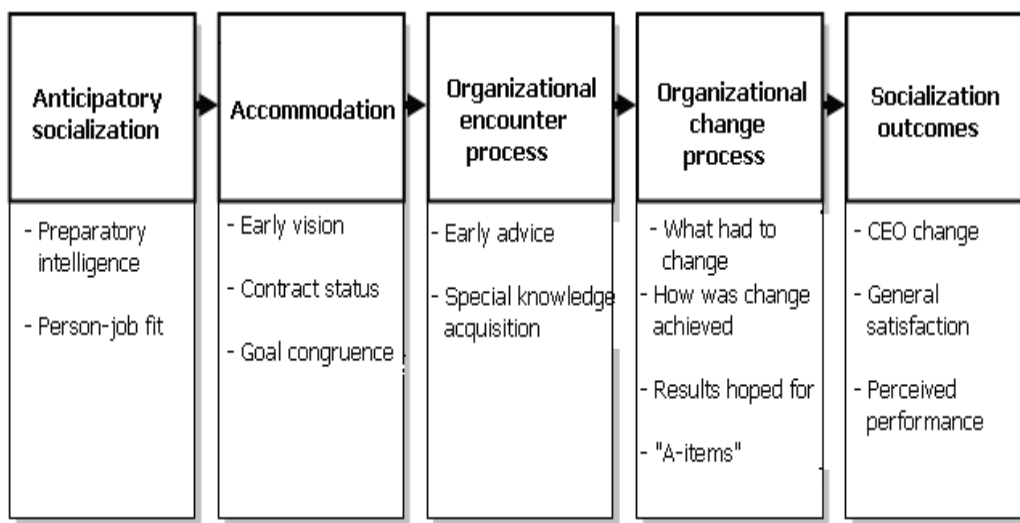 Anticipatory
socialization
- Preparatory
intelligence
- Person-job fit
Accommodation
- Early vision
- Contract status
- Goal congruence
Organizational
encounter
process
- Early advice
- Special knowledge
acquisition
Organizational
change
process
- What had to
change
- How was change
achieved
- Results hoped for
- "A-items"
Socialization
outcomes
- CEO change
- General
satisfaction
- Perceived
performance